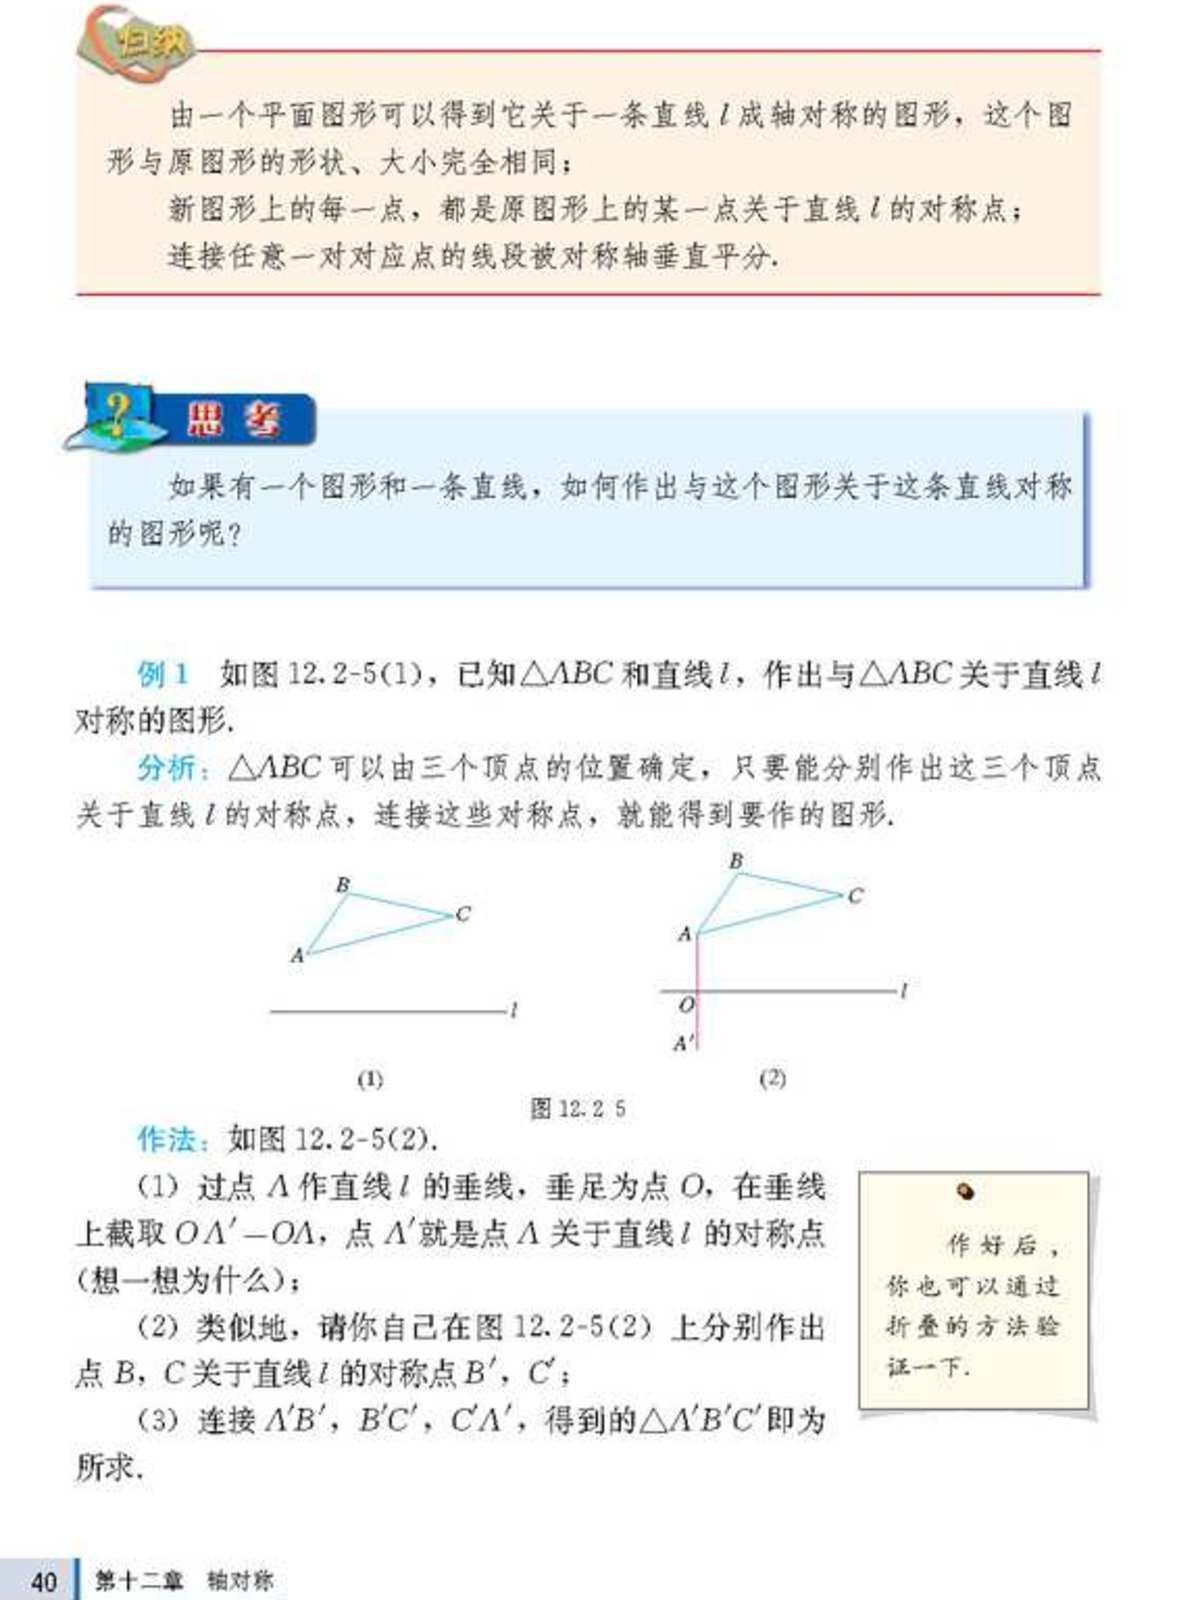 归纳
由一个平面图形可以得到它关于一条直线 l 成轴对称的图形，这个图
形与原图形的形状、大小完全相同；
新图形上的每一点，都是原图形上的某一点关于直线 l 的对称点；
连接任意一对对应点的线段被对称轴垂直平分.
? 思考
如果有一个图形和一条直线，如何作出与这个图形关于这条直线对称
的图形呢？
例 1 如图 12.2-5(1)，已知△ABC 和直线 l，作出与△ABC 关于直线 l
对称的图形.
分析：△ABC 可以由三个顶点的位置确定，只要能分别作出这三个顶点
关于直线 l 的对称点，连接这些对称点，就能得到要作的图形.
B
C
A
l
(1)
B
C
A
l
O
A′
(2)
图 12.2 5
作法：如图 12.2-5(2).
(1) 过点 A 作直线 l 的垂线，垂足为点 O，在垂线
上截取 OA′=OA，点 A′就是点 A 关于直线 l 的对称点
(想一想为什么)；
(2) 类似地，请你自己在图 12.2-5(2) 上分别作出
点 B，C 关于直线 l 的对称点 B′，C′；
(3) 连接 A′B′，B′C′，C′A′，得到的△A′B′C′即为
所求.
作好后，
你也可以通过
折叠的方法验
证一下.
40 第十二章 轴对称